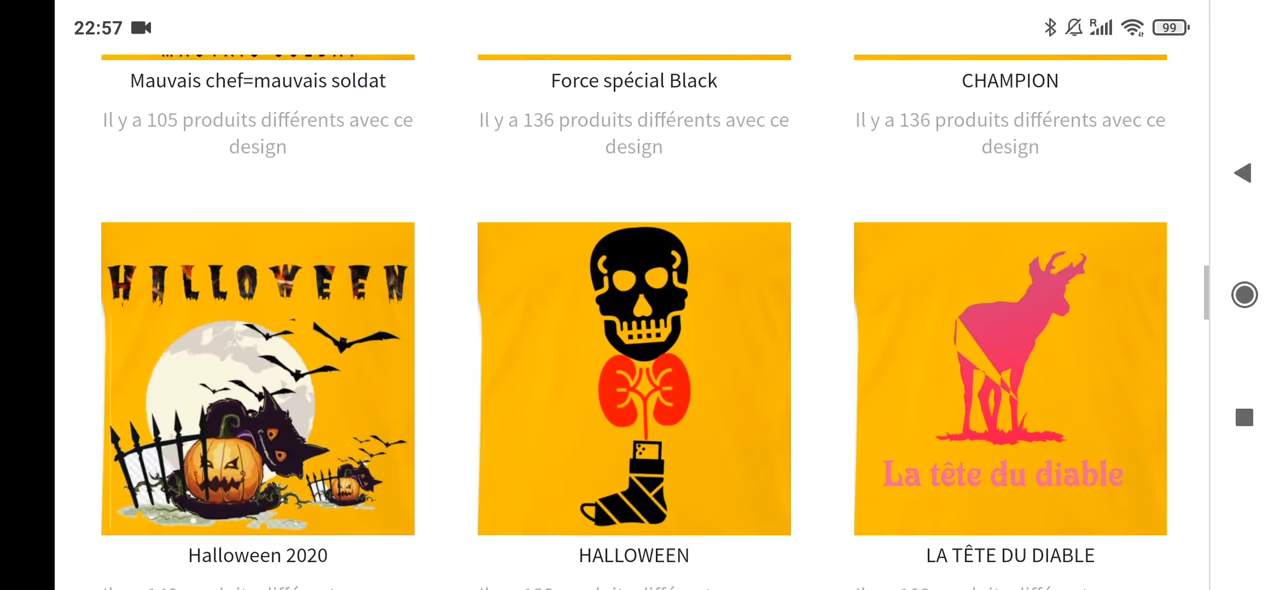 22:57
R
99
Mauvais chef=mauvais soldat
Force spécial Black
CHAMPION
Il y a 105 produits différents avec ce
design
Il y a 136 produits différents avec ce
design
Il y a 136 produits différents avec ce
design
HALLOWEEN
La tête du diable
Halloween 2020
HALLOWEEN
LA TÊTE DU DIABLE